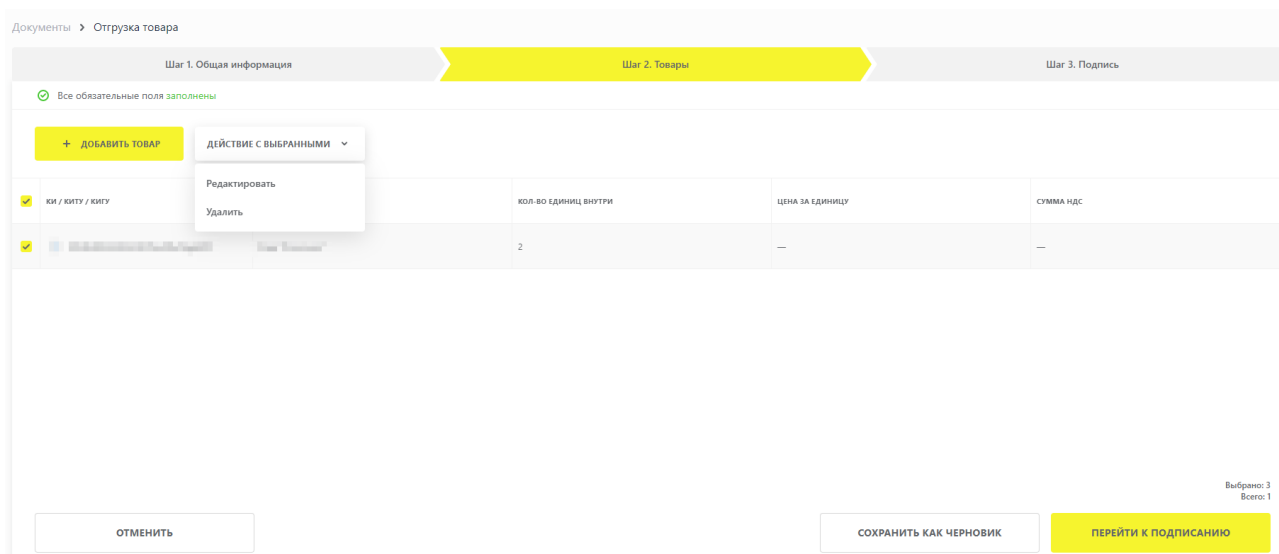 Документы > Отгрузка товара
Шаг 1. Общая информация
Шаг 2. Товары
Шаг 3. Подпись
Все обязательные поля заполнены
+ ДОБАВИТЬ ТОВАР
ДЕЙСТВИЕ С ВЫБРАННЫМИ
Редактировать
Удалить
КИ / КИТУ / КИГУ
КОЛ-ВО ЕДИНИЦ ВНУТРИ
ЦЕНА ЗА ЕДИНИЦУ
СУММА НДС
2
—
—
Выбрано: 3
Всего: 1
ОТМЕНИТЬ
СОХРАНИТЬ КАК ЧЕРНОВИК
ПЕРЕЙТИ К ПОДПИСАНИЮ